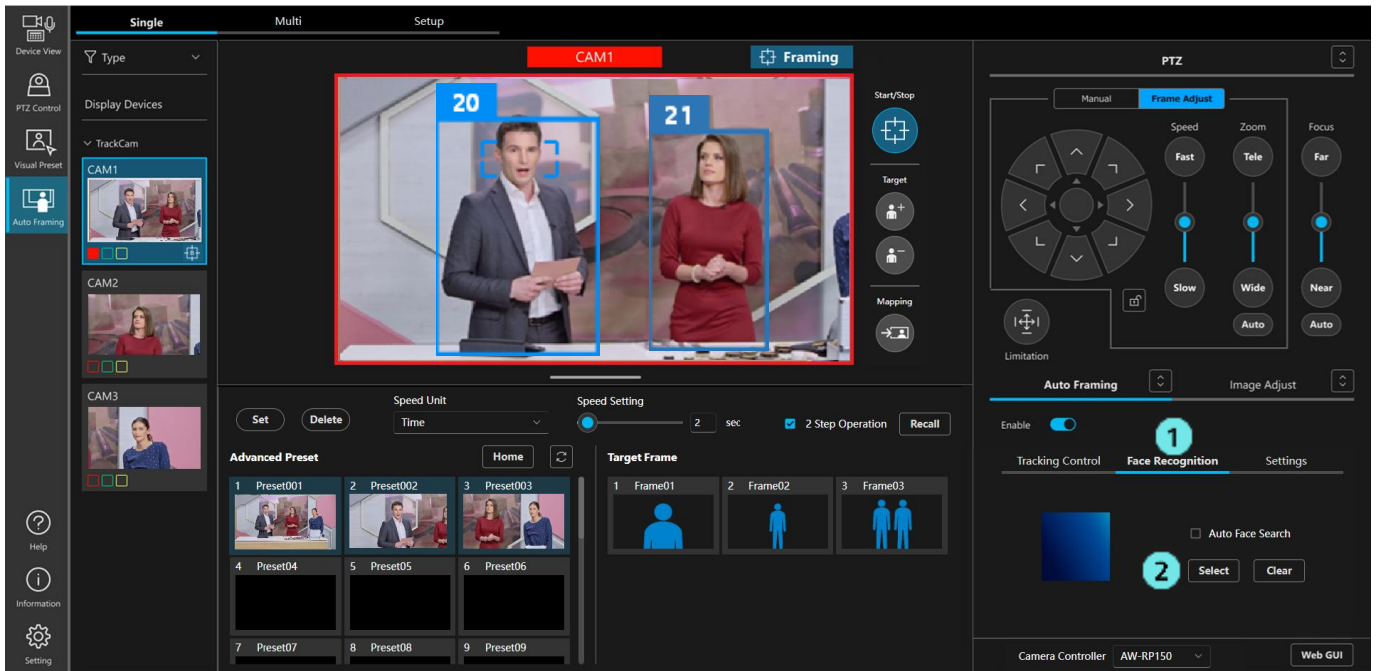 Single Multi Setup
Device View
PTZ Control
Visual Preset
Auto Framing
Help
Information
Setting
Type
Display Devices
TrackCam
CAM1
CAM2
CAM3
CAM1 Framing
20 21
Start/Stop
Target
Mapping
Set Delete
Speed Unit
Time
Speed Setting
2 sec
2 Step Operation Recall
Advanced Preset Home
1 Preset001 2 Preset002 3 Preset003
4 Preset04 5 Preset05 6 Preset06
7 Preset07 8 Preset08 9 Preset09
Target Frame
1 Frame01 2 Frame02 3 Frame03
PTZ
Manual Frame Adjust
Speed Zoom Focus
Fast Tele Far
Slow Wide Near
Auto Auto
Limitation
Auto Framing Image Adjust
Enable
1
Tracking Control Face Recognition Settings
Auto Face Search
2 Select Clear
Camera Controller AW-RP150 Web GUI